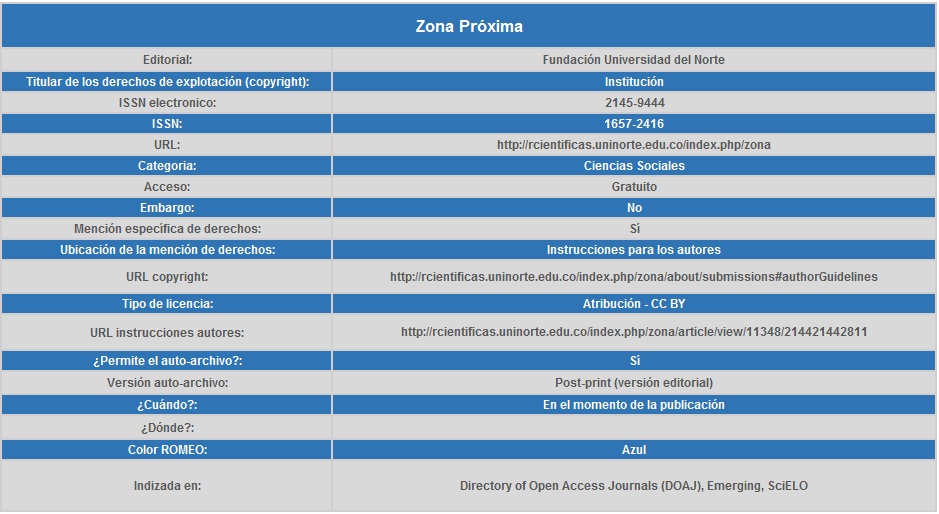 Zona Próxima
Editorial: Fundación Universidad del Norte
Titular de los derechos de explotación (copyright): Institución
ISSN electronico: 2145-9444
ISSN: 1657-2416
URL: http://rcientificas.uninorte.edu.co/index.php/zona
Categoria: Ciencias Sociales
Acceso: Gratuito
Embargo: No
Mención específica de derechos: Sí
Ubicación de la mención de derechos: Instrucciones para los autores
URL copyright: http://rcientificas.uninorte.edu.co/index.php/zona/about/submissions#authorGuidelines
Tipo de licencia: Atribución - CC BY
URL instrucciones autores: http://rcientificas.uninorte.edu.co/index.php/zona/article/view/11348/214421442811
¿Permite el auto-archivo?: Sí
Versión auto-archivo: Post-print (versión editorial)
¿Cuándo?: En el momento de la publicación
¿Dónde?:
Color ROMEO: Azul
Indizada en: Directory of Open Access Journals (DOAJ), Emerging, SciELO